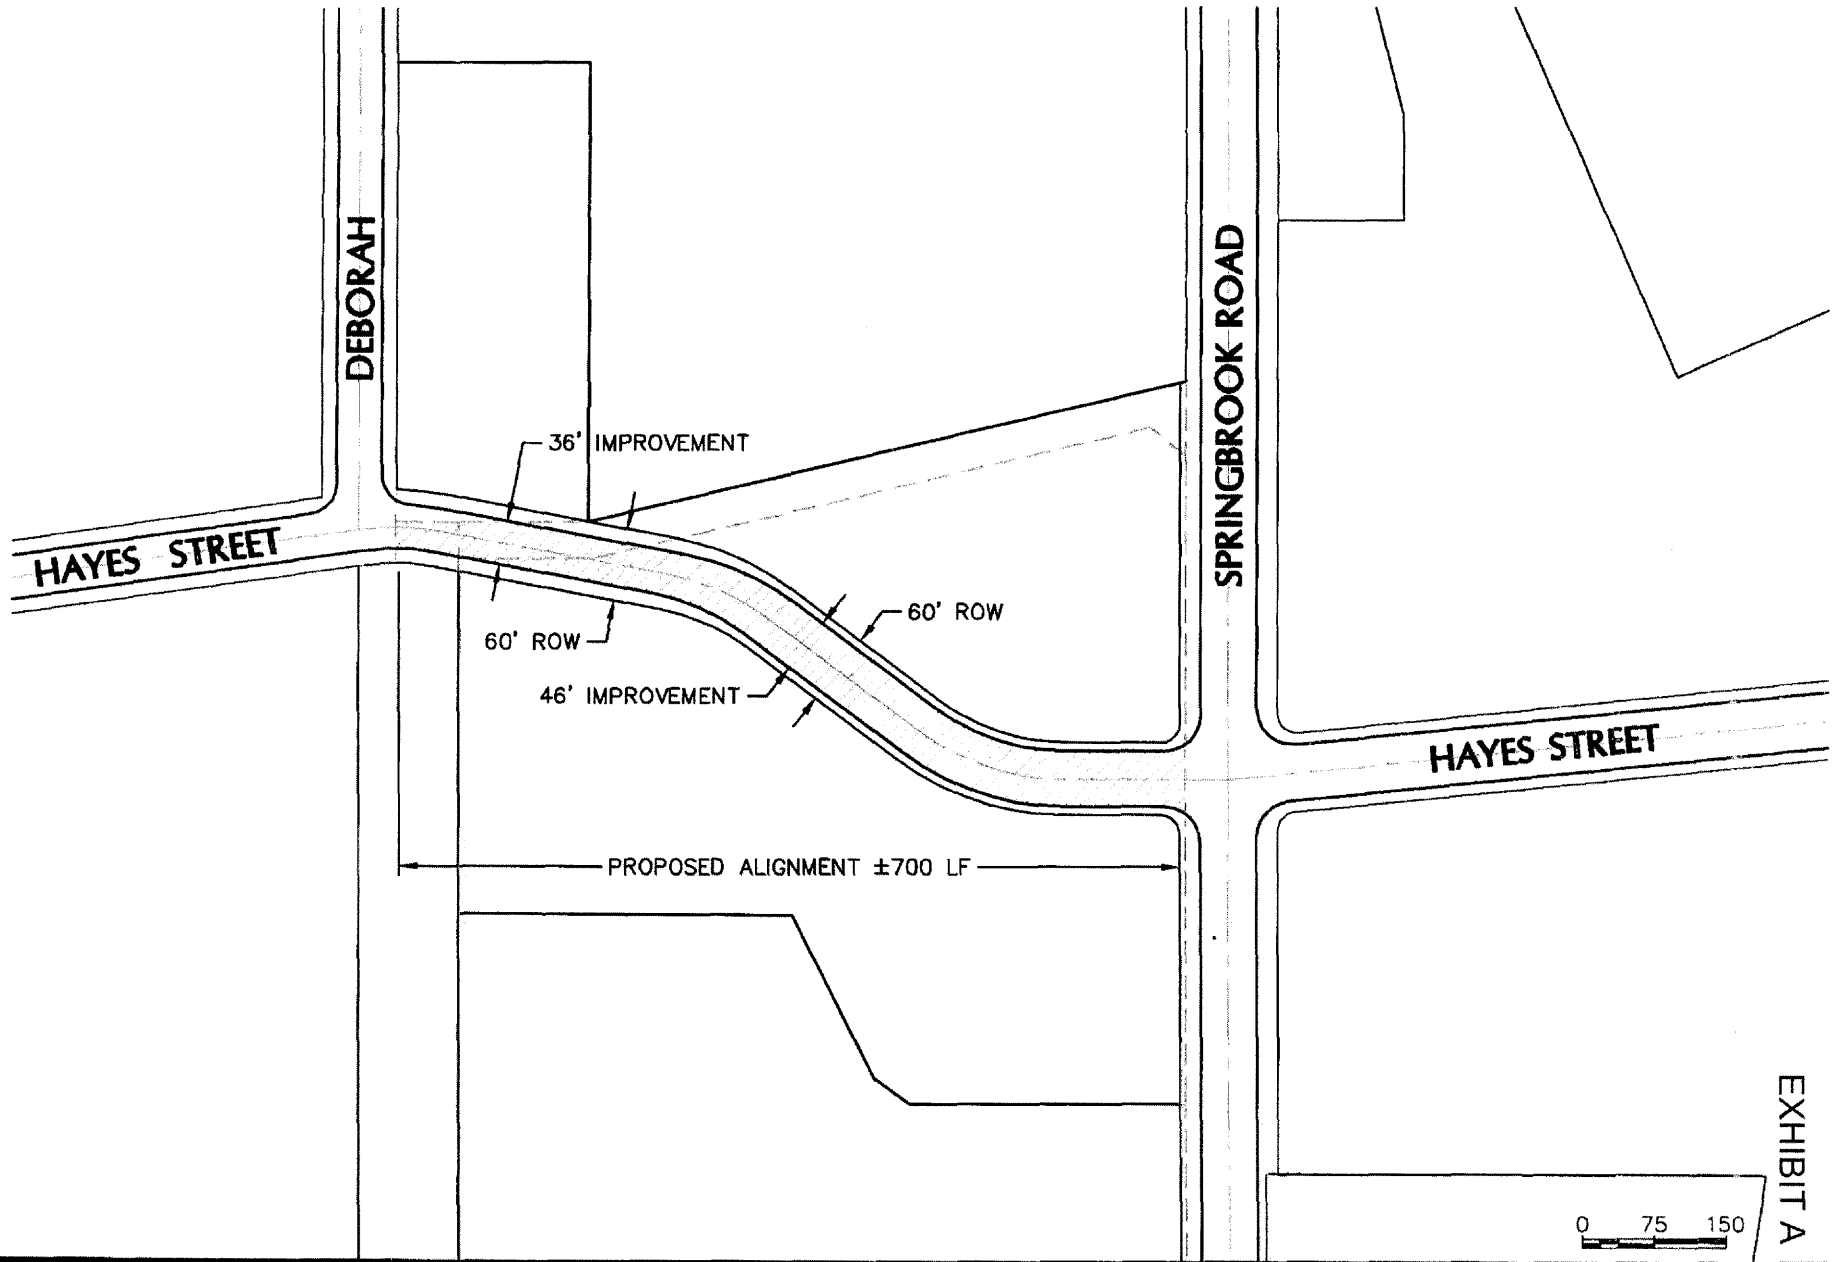 DEBORAH
SPRINGBROOK ROAD
36' IMPROVEMENT
HAYES STREET
60' ROW
60' ROW
46' IMPROVEMENT
HAYES STREET
PROPOSED ALIGNMENT ±700 LF
EXHIBIT A
0 75 150